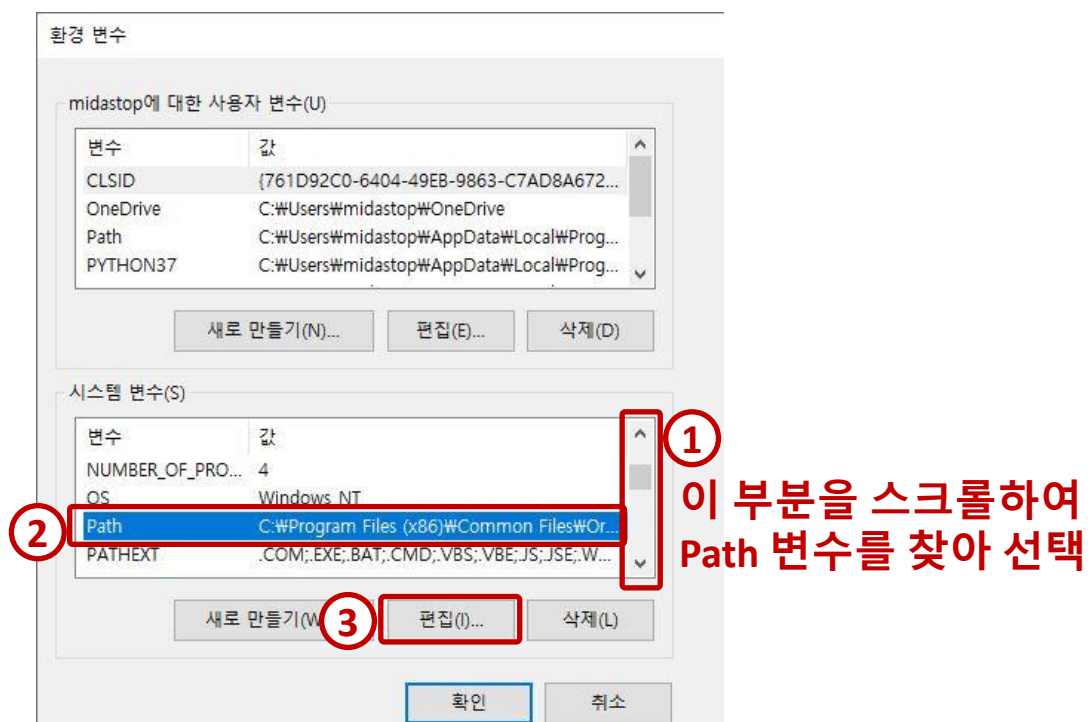 환경 변수
midastop에 대한 사용자 변수(U)
변수 값
CLSID {761D92C0-6404-49EB-9863-C7AD8A672...
OneDrive C:₩Users₩midastop₩OneDrive
Path C:₩Users₩midastop₩AppData₩Local₩Prog...
PYTHON37 C:₩Users₩midastop₩AppData₩Local₩Prog...
새로 만들기(N)... 편집(E)... 삭제(D)
시스템 변수(S)
변수 값
NUMBER_OF_PRO... 4
OS Windows_NT
Path C:₩Program Files (x86)₩Common Files₩Or...
PATHEXT .COM;.EXE;.BAT;.CMD;.VBS;.VBE;.JS;.JSE;.W...
1
이 부분을 스크롤하여
Path 변수를 찾아 선택
2
새로 만들기(W 3 편집(I)... 삭제(L)
확인 취소